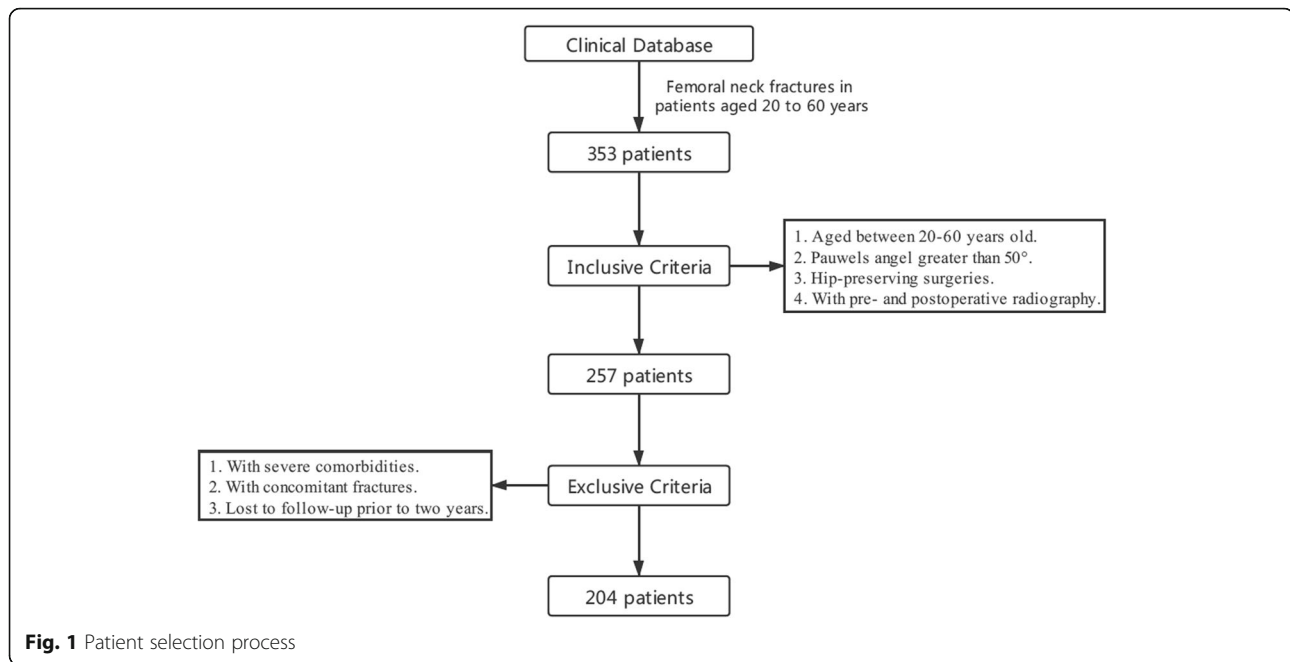 Clinical Database
Femoral neck fractures in
patients aged 20 to 60 years
353 patients
Inclusive Criteria
1. Aged between 20-60 years old.
2. Pauwels angel greater than 50°.
3. Hip-preserving surgeries.
4. With pre- and postoperative radiography.
257 patients
1. With severe comorbidities.
2. With concomitant fractures.
3. Lost to follow-up prior to two years.
Exclusive Criteria
204 patients
Fig. 1 Patient selection process